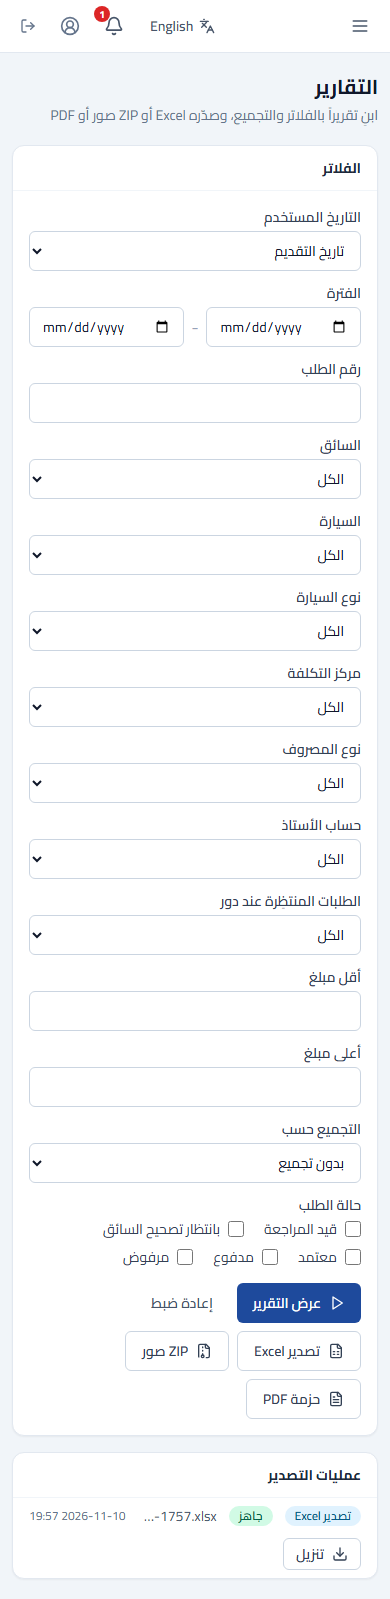 English
1
التقارير
ابنِ تقريراً بالفلاتر والتجميع، وصدّره Excel أو ZIP صور أو PDF
الفلاتر
التاريخ المستخدم
تاريخ التقديم
الفترة
mm/dd/yyyy – mm/dd/yyyy
رقم الطلب
السائق
الكل
السيارة
الكل
نوع السيارة
الكل
مركز التكلفة
الكل
نوع المصروف
الكل
حساب الأستاذ
الكل
الطلبات المنتظِرة عند دور
الكل
أقل مبلغ
أعلى مبلغ
التجميع حسب
بدون تجميع
حالة الطلب
قيد المراجعة بانتظار تصحيح السائق
معتمد مدفوع مرفوض
عرض التقرير إعادة ضبط
تصدير Excel ZIP صور
حزمة PDF
عمليات التصدير
تصدير Excel جاهز ...-1757.xlsx 2026-11-10 19:57
تنزيل